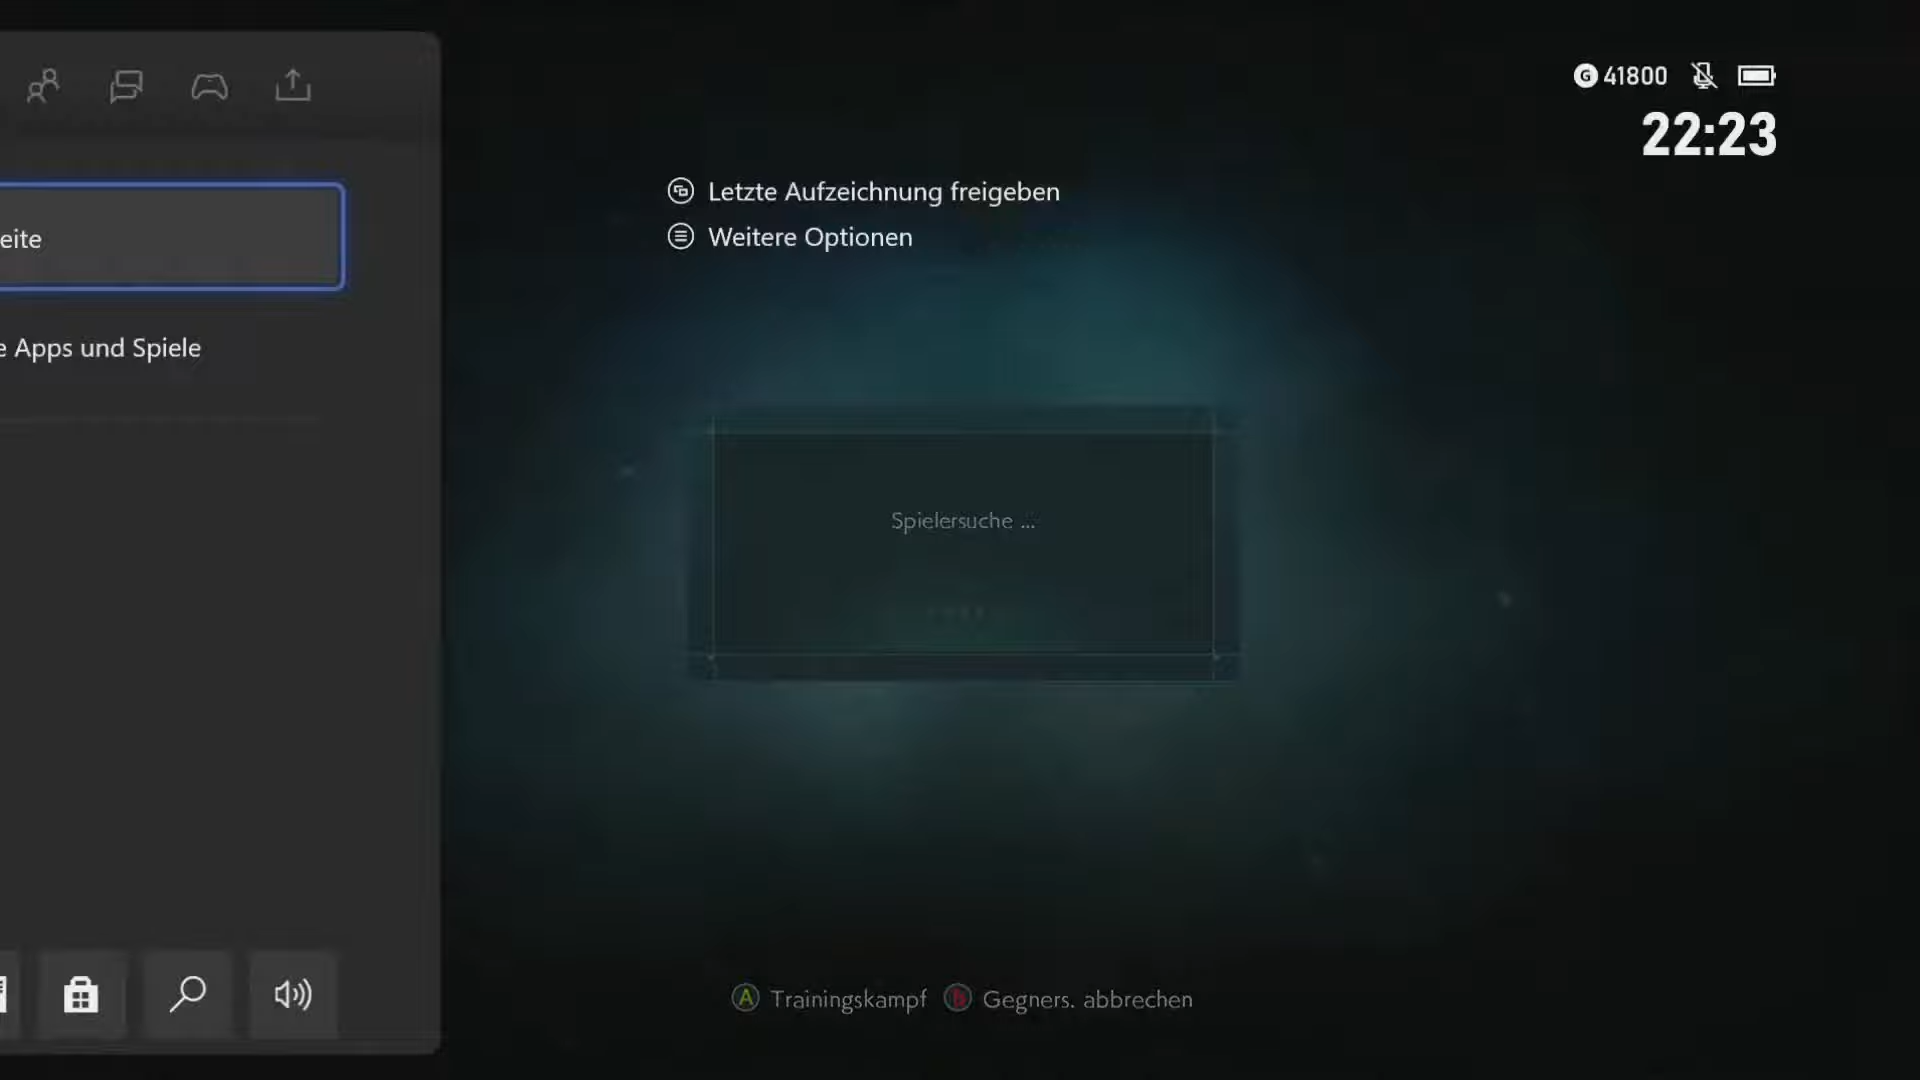 41800
22:23
Letzte Aufzeichnung freigeben
Weitere Optionen
eite
e Apps und Spiele
Spielersuche ...
A Trainingskampf B Gegners. abbrechen